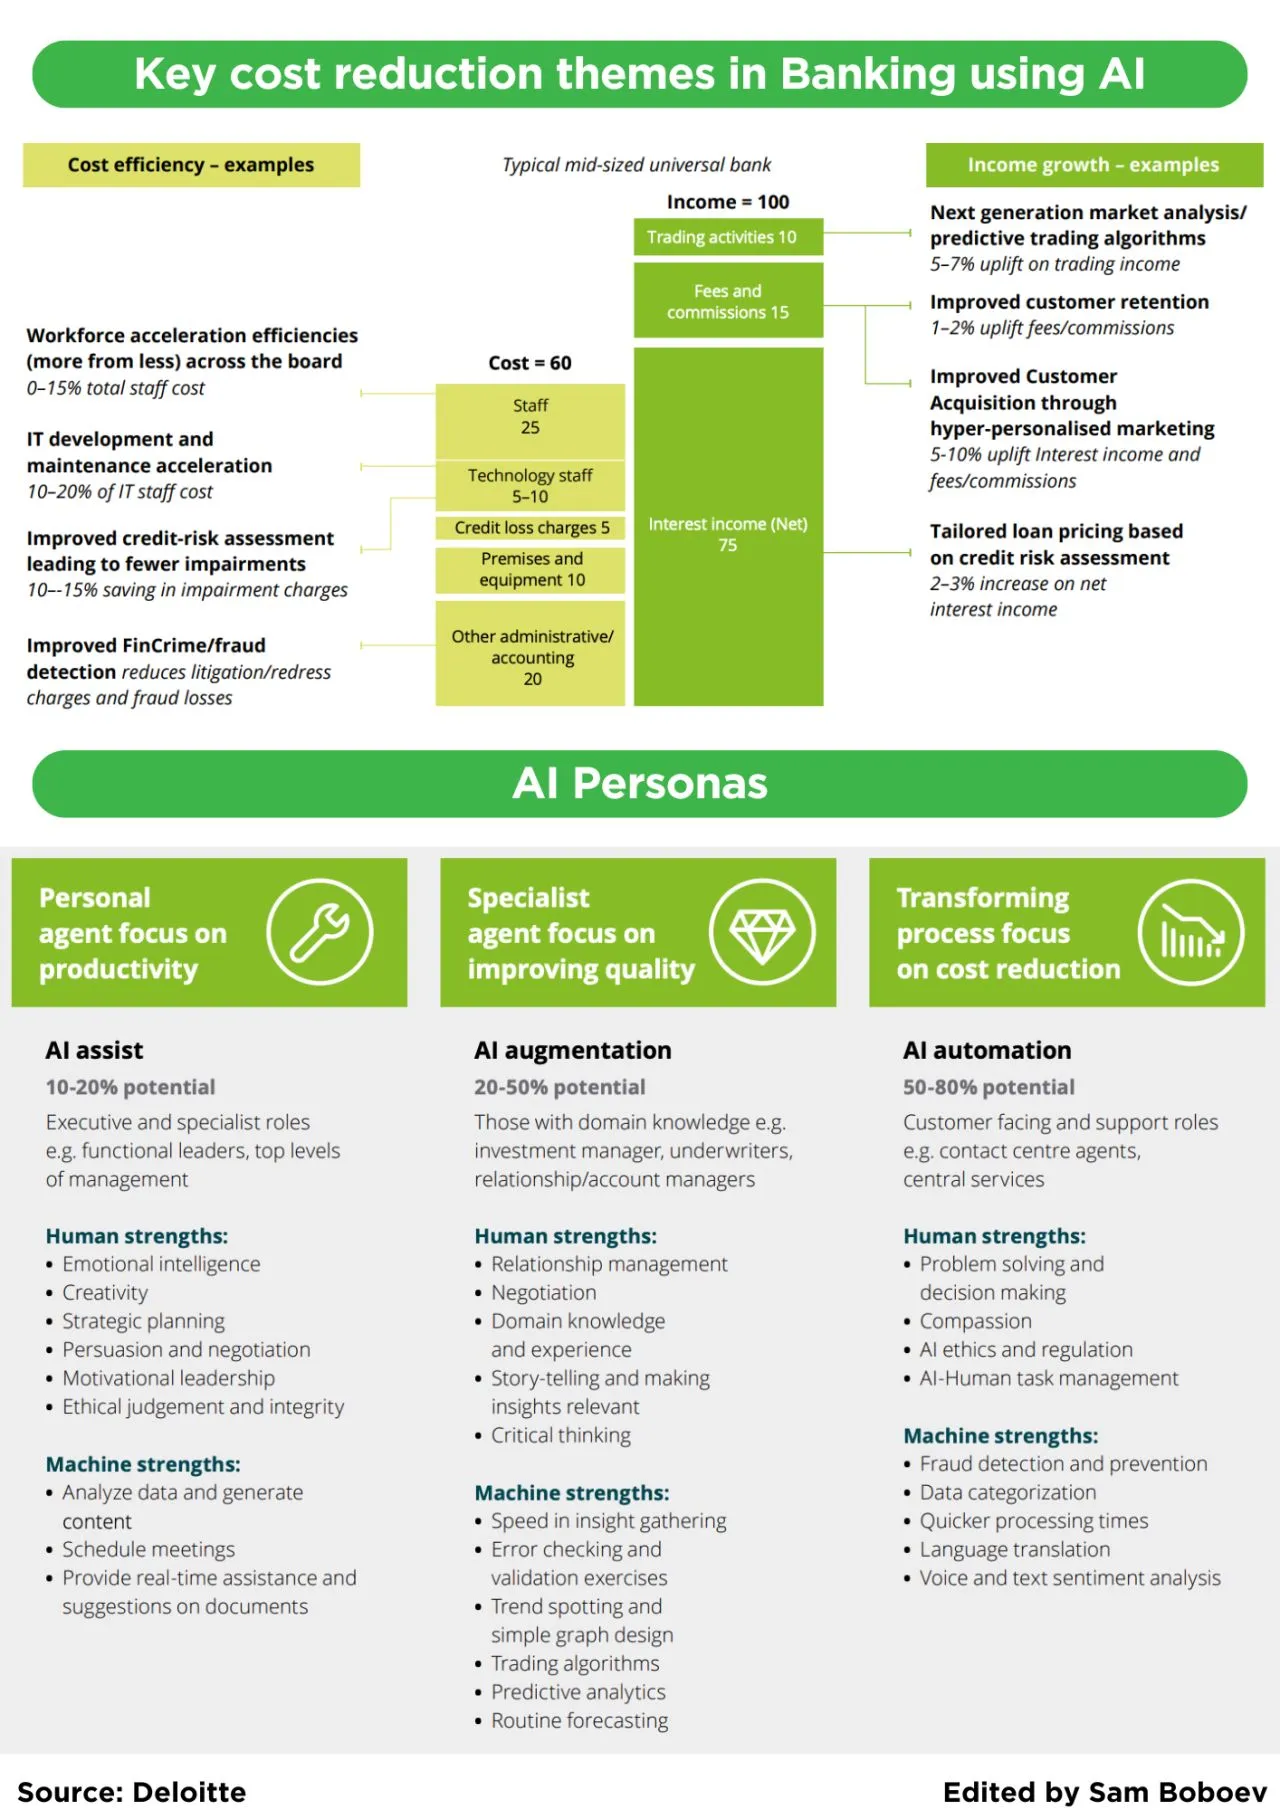 Key cost reduction themes in Banking using AI
Cost efficiency – examples
Workforce acceleration efficiencies
(more from less) across the board
0–15% total staff cost
IT development and
maintenance acceleration
10–20% of IT staff cost
Improved credit-risk assessment
leading to fewer impairments
10–-15% saving in impairment charges
Improved FinCrime/fraud
detection reduces litigation/redress
charges and fraud losses
Typical mid-sized universal bank
Cost = 60
Staff
25
Technology staff
5–10
Credit loss charges 5
Premises and
equipment 10
Other administrative/
accounting
20
Income = 100
Trading activities 10
Fees and
commissions 15
Interest income (Net)
75
Income growth – examples
Next generation market analysis/
predictive trading algorithms
5–7% uplift on trading income
Improved customer retention
1–2% uplift fees/commissions
Improved Customer
Acquisition through
hyper-personalised marketing
5-10% uplift Interest income and
fees/commissions
Tailored loan pricing based
on credit risk assessment
2–3% increase on net
interest income
AI Personas
Personal
agent focus on
productivity
AI assist
10-20% potential
Executive and specialist roles
e.g. functional leaders, top levels
of management
Human strengths:
• Emotional intelligence
• Creativity
• Strategic planning
• Persuasion and negotiation
• Motivational leadership
• Ethical judgement and integrity
Machine strengths:
• Analyze data and generate
content
• Schedule meetings
• Provide real-time assistance and
suggestions on documents
Specialist
agent focus on
improving quality
AI augmentation
20-50% potential
Those with domain knowledge e.g.
investment manager, underwriters,
relationship/account managers
Human strengths:
• Relationship management
• Negotiation
• Domain knowledge
and experience
• Story-telling and making
insights relevant
• Critical thinking
Machine strengths:
• Speed in insight gathering
• Error checking and
validation exercises
• Trend spotting and
simple graph design
• Trading algorithms
• Predictive analytics
• Routine forecasting
Transforming
process focus
on cost reduction
AI automation
50-80% potential
Customer facing and support roles
e.g. contact centre agents,
central services
Human strengths:
• Problem solving and
decision making
• Compassion
• AI ethics and regulation
• AI-Human task management
Machine strengths:
• Fraud detection and prevention
• Data categorization
• Quicker processing times
• Language translation
• Voice and text sentiment analysis
Source: Deloitte
Edited by Sam Boboev